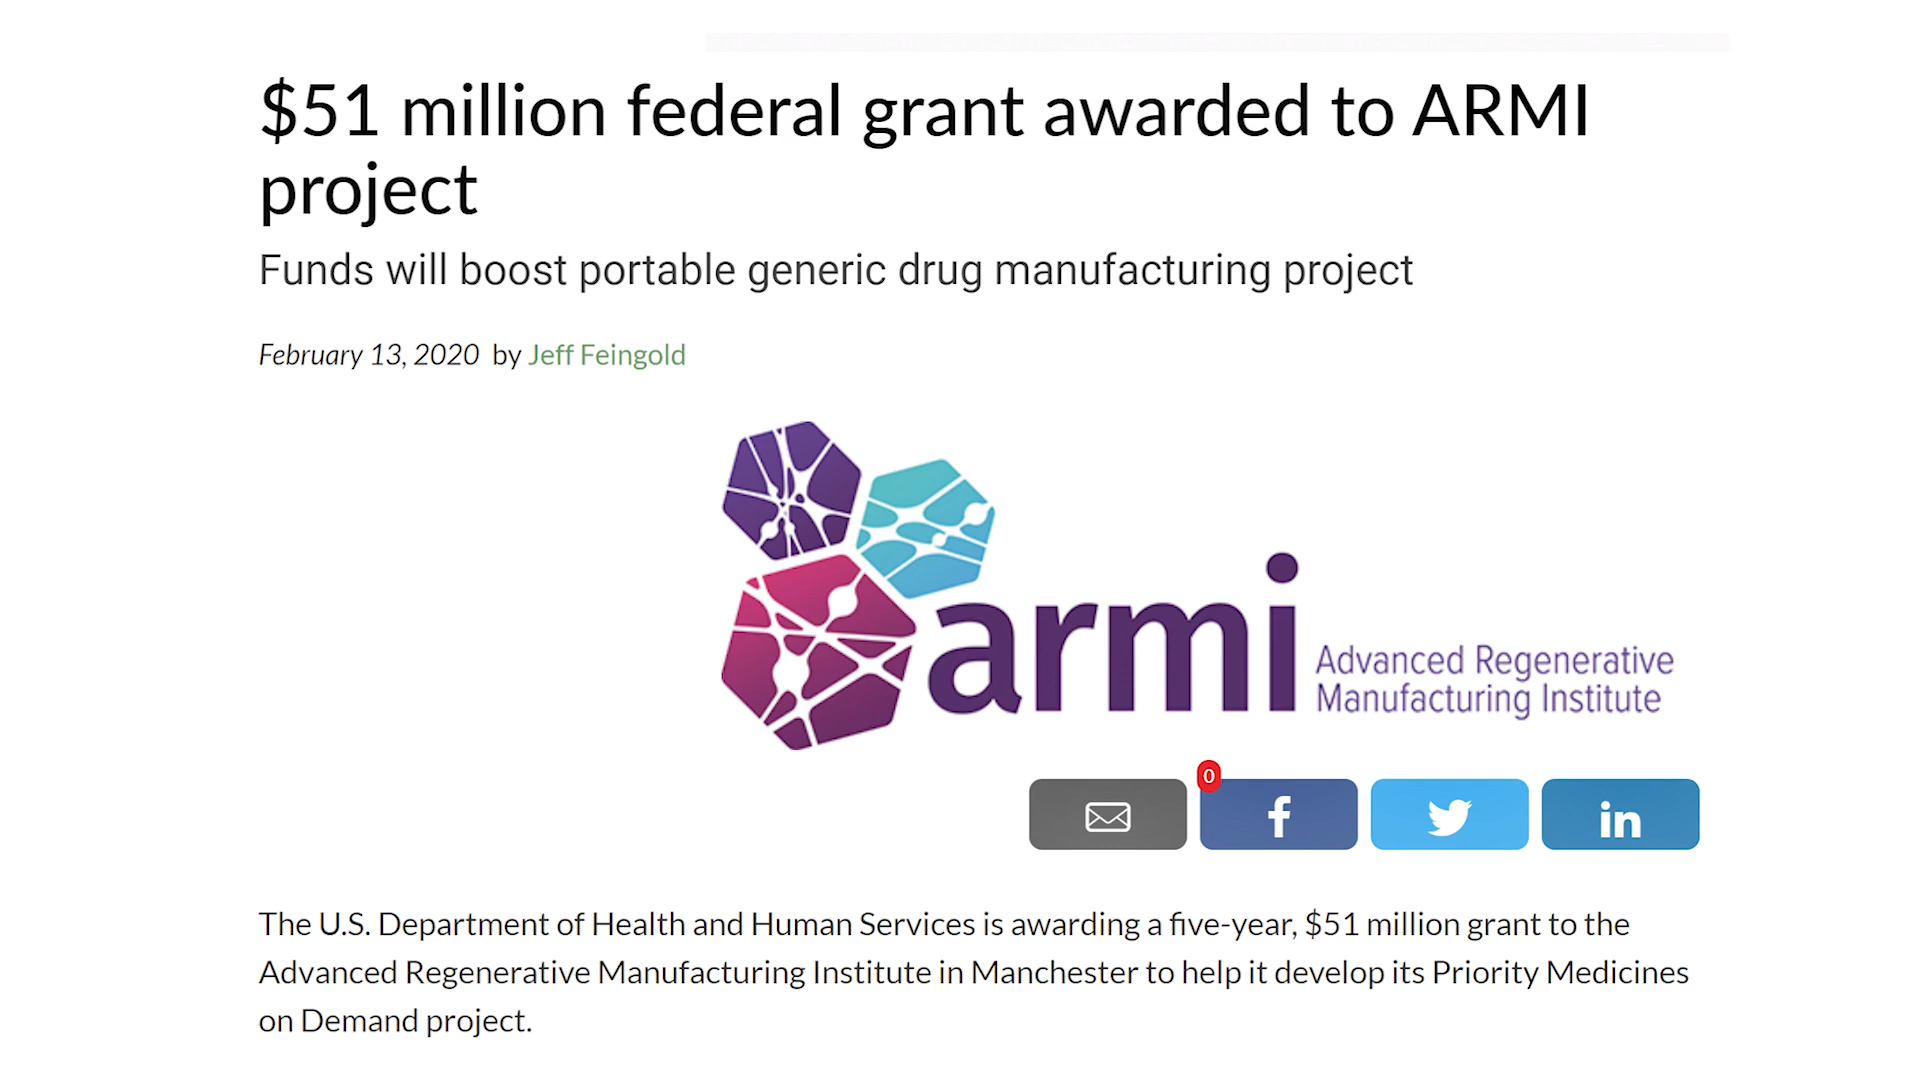 $51 million federal grant awarded to ARMI
project
Funds will boost portable generic drug manufacturing project
February 13, 2020 by Jeff Feingold
armi
Advanced Regenerative
Manufacturing Institute
0
f
in
The U.S. Department of Health and Human Services is awarding a five-year, $51 million grant to the
Advanced Regenerative Manufacturing Institute in Manchester to help it develop its Priority Medicines
on Demand project.